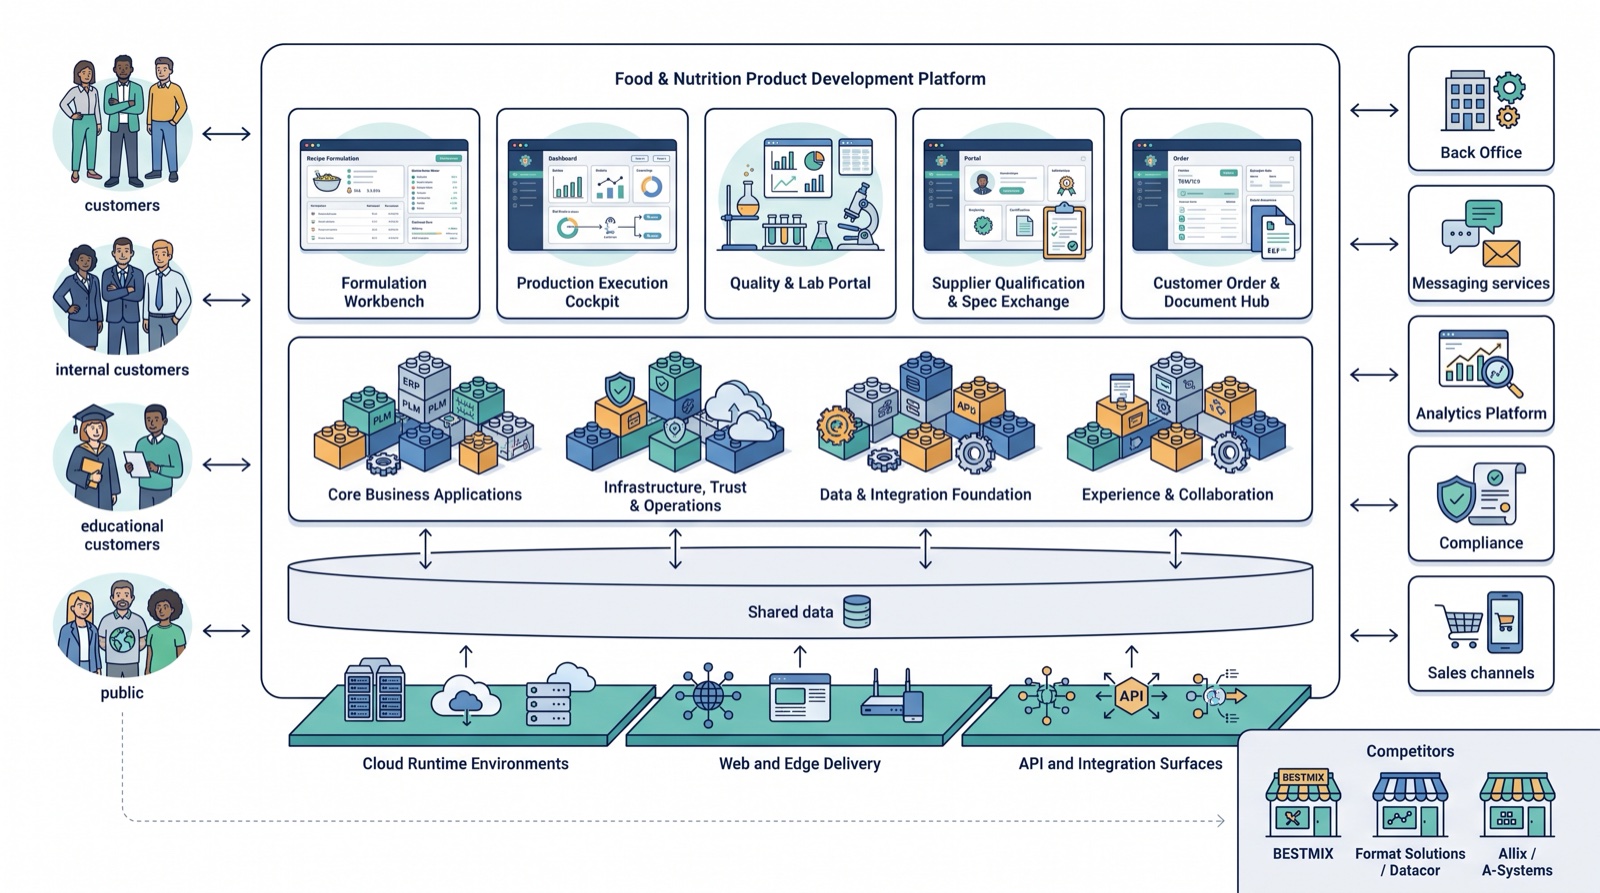 Food & Nutrition Product Development Platform
customers
internal customers
educational
customers
public
Recipe Formulation
Formulation
Workbench
Dashboard
Production Execution
Cockpit
Quality & Lab Portal
Portal
Supplier Qualification
& Spec Exchange
Order
Customer Order &
Document Hub
ERP
PLM
PLM
PLM
Core Business Applications
Infrastructure, Trust
& Operations
Data & Integration Foundation
Experience & Collaboration
Shared data
API
Cloud Runtime Environments
Web and Edge Delivery
API and Integration Surfaces
Back Office
Messaging services
Analytics Platform
Compliance
Sales channels
Competitors
BESTMIX
BESTMIX
Format Solutions
/ Datacor
Allix /
A-Systems